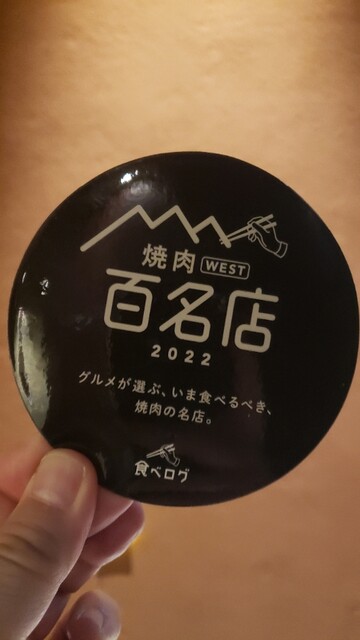 焼肉 WEST
百名店
2022
グルメが選ぶ、いま食べるべき、
焼肉の名店。
食べログ